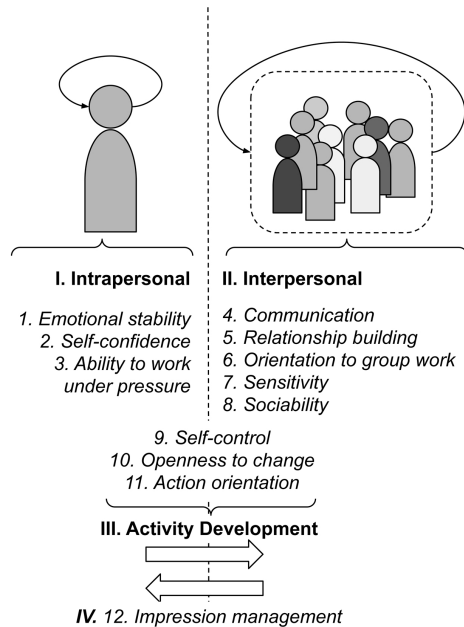 I. Intrapersonal
1. Emotional stability
2. Self-confidence
3. Ability to work
under pressure
II. Interpersonal
4. Communication
5. Relationship building
6. Orientation to group work
7. Sensitivity
8. Sociability
9. Self-control
10. Openness to change
11. Action orientation
III. Activity Development
IV. 12. Impression management